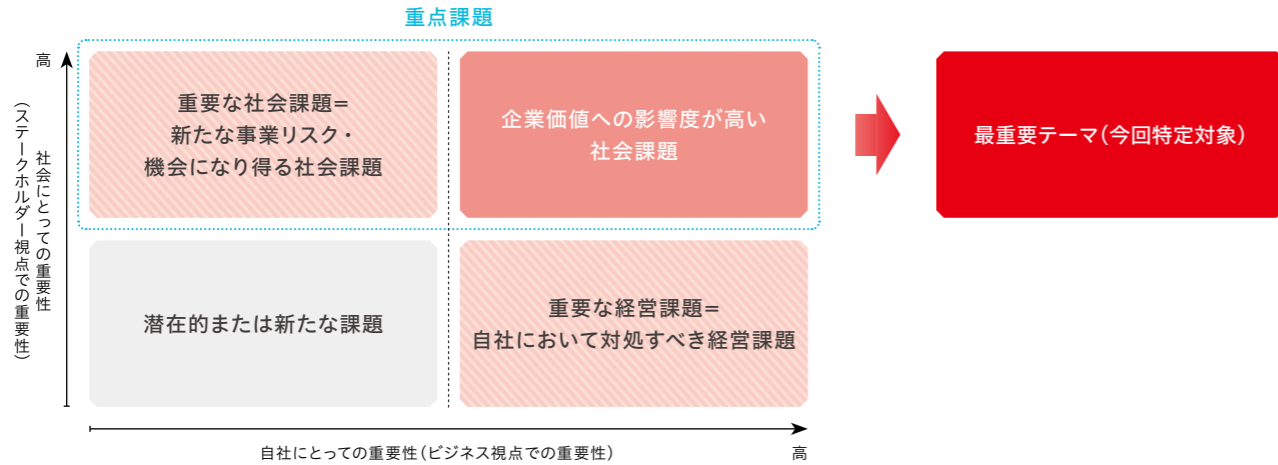 重点課題
高
社会にとっての重要性
(ステークホルダー視点での重要性)
重要な社会課題=
新たな事業リスク・
機会になり得る社会課題
企業価値への影響度が高い
社会課題
最重要テーマ(今回特定対象)
潜在的または新たな課題
重要な経営課題=
自社において対処すべき経営課題
自社にとっての重要性(ビジネス視点での重要性)
高